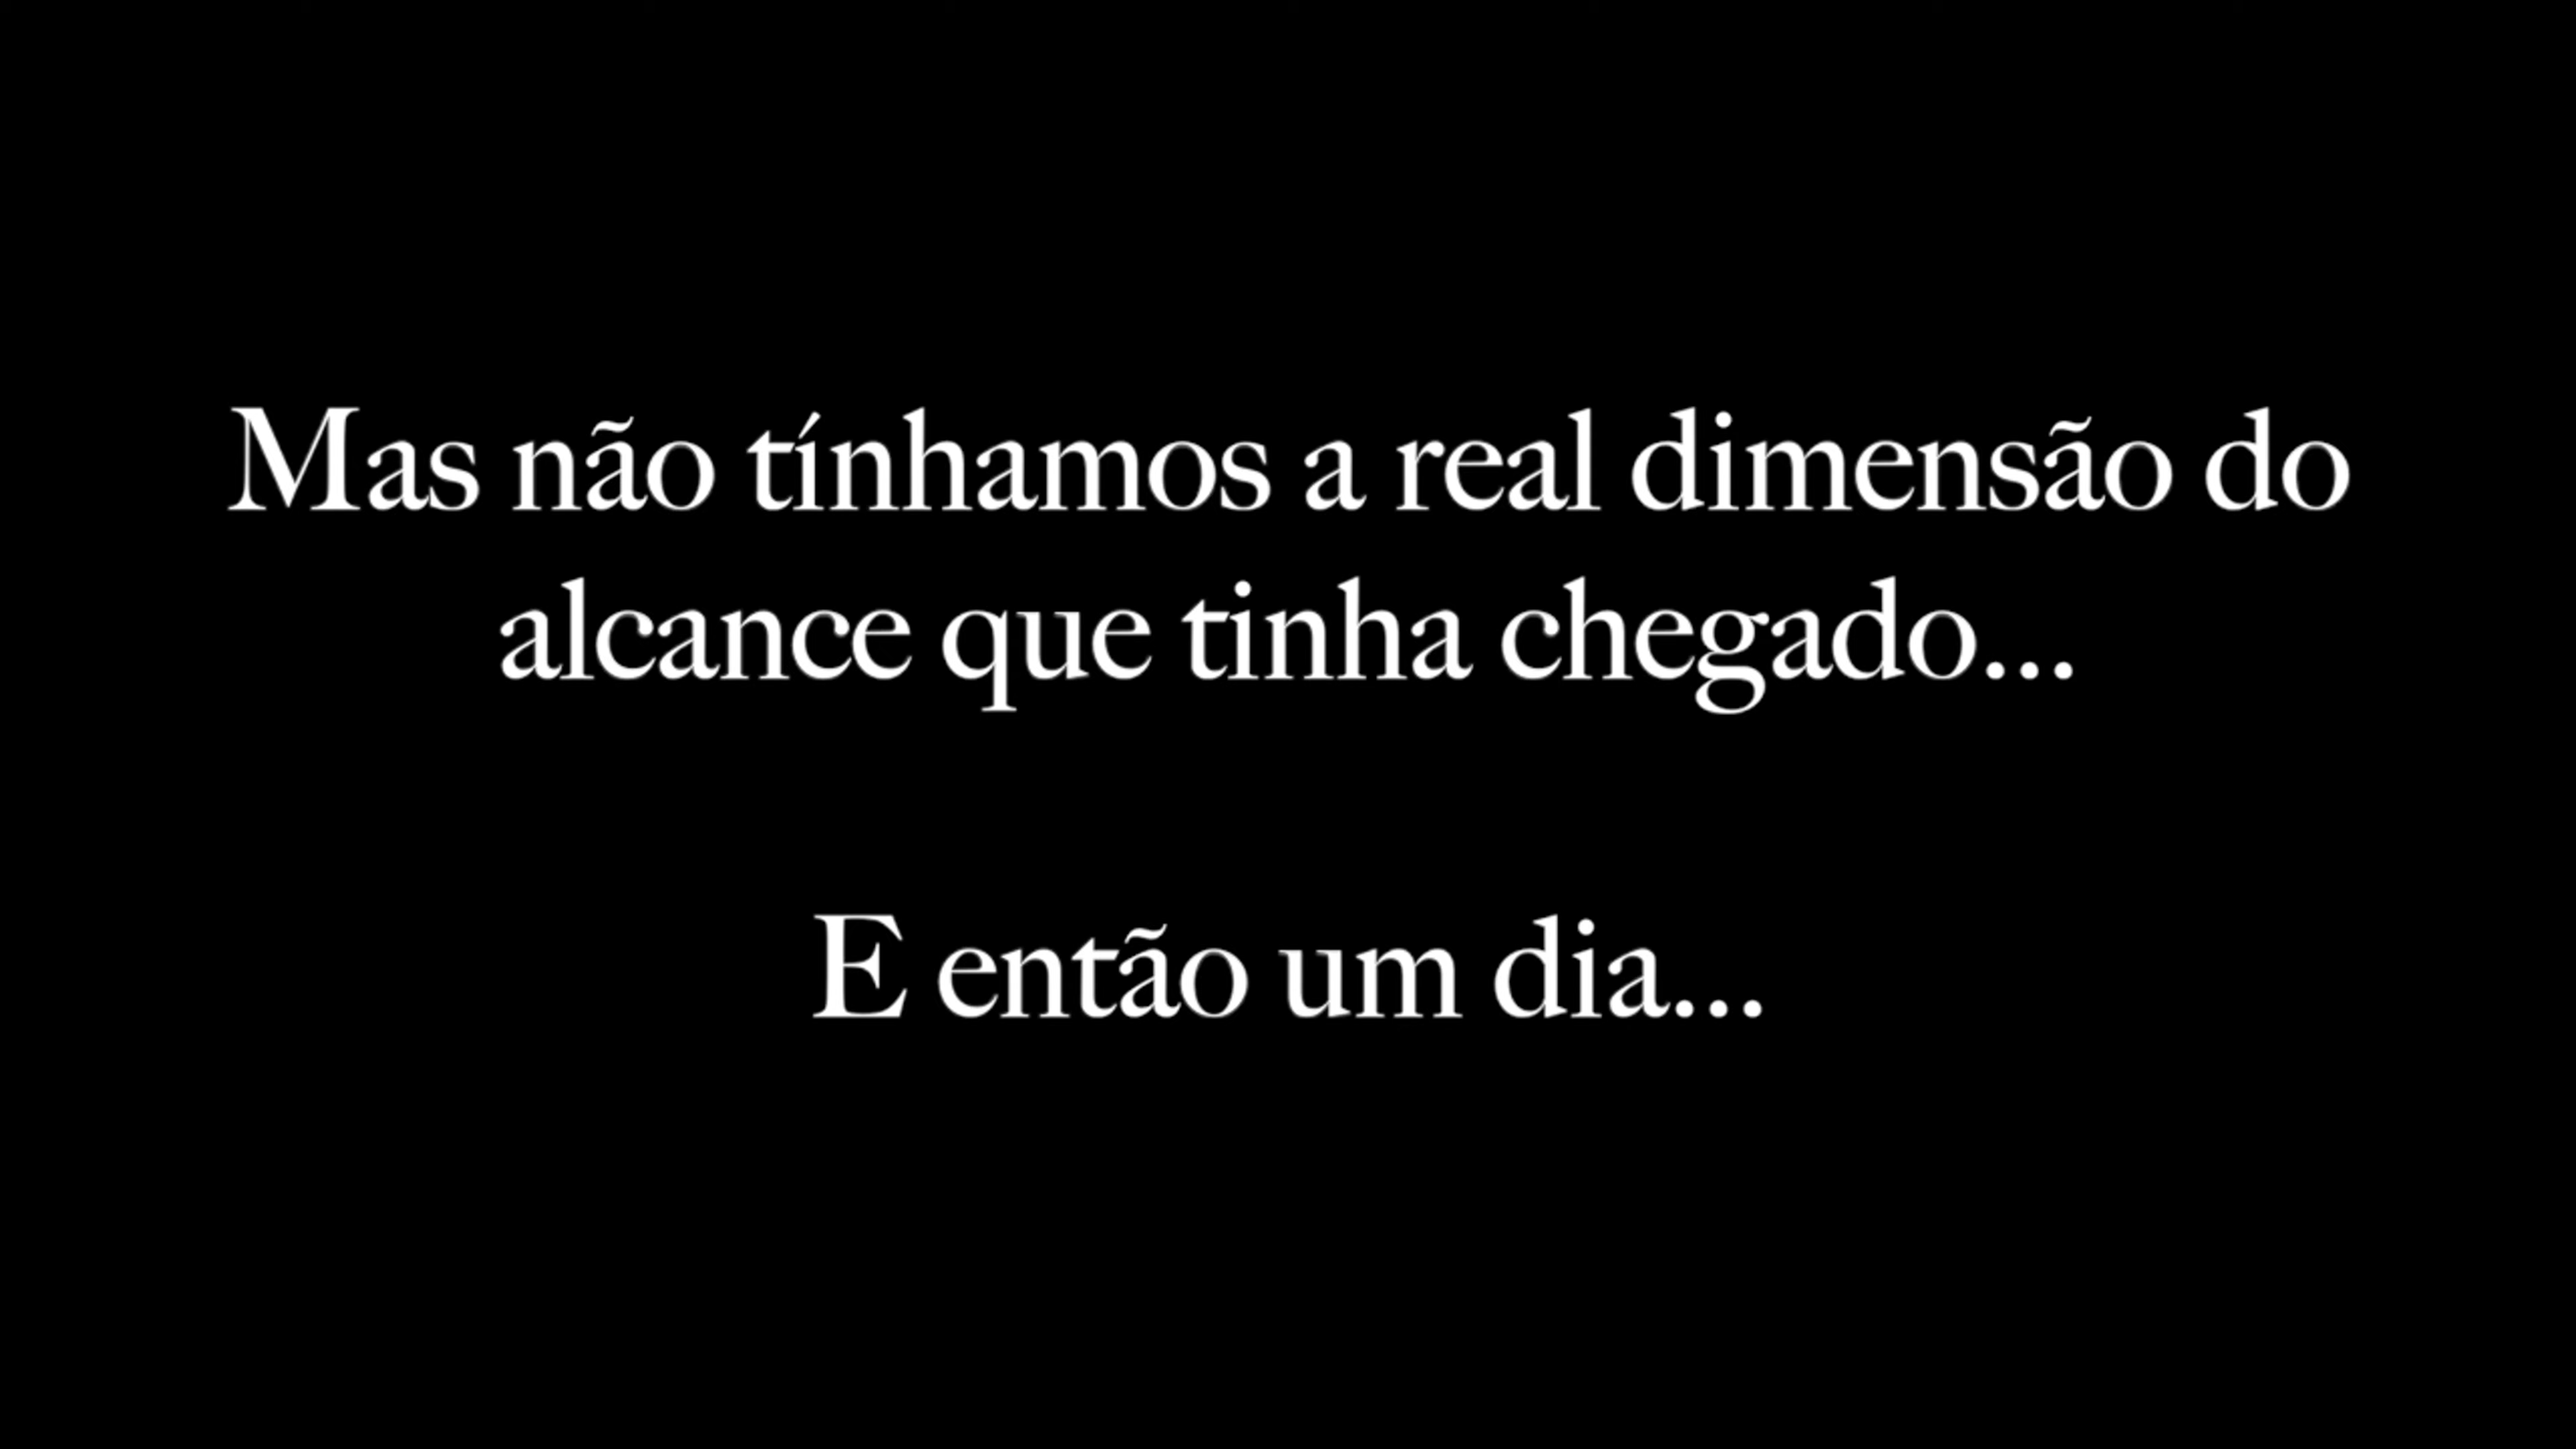 Mas não tínhamos a real dimensão do
alcance que tinha chegado...
E então um dia...